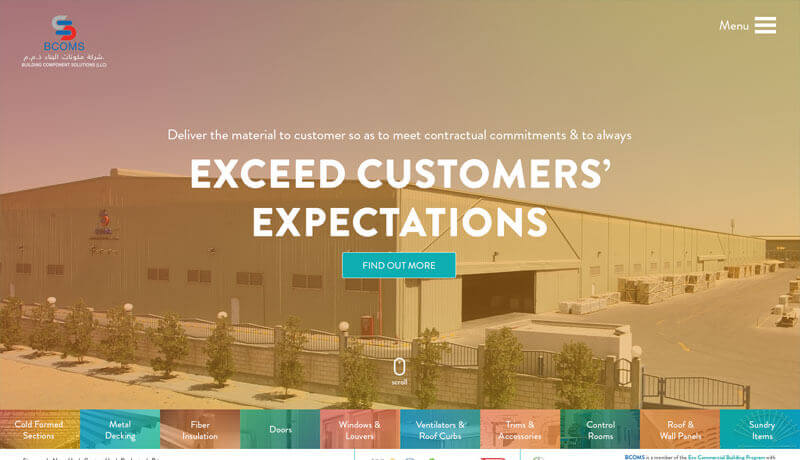 Menu
BCOMS
شركة مكونات البناء ذ.م.م.
BUILDING COMPONENT SOLUTIONS (LLC)
Deliver the material to customer so as to meet contractual commitments & to always
EXCEED CUSTOMERS’
EXPECTATIONS
FIND OUT MORE
scroll
Cold Formed
Sections
Metal
Decking
Fiber
Insulation
Doors
Windows &
Louvers
Ventilators &
Roof Curbs
Trims &
Accessories
Control
Rooms
Roof &
Wall Panels
Sundry
Items
BCOMS is a member of the Eco Commercial Building Program with